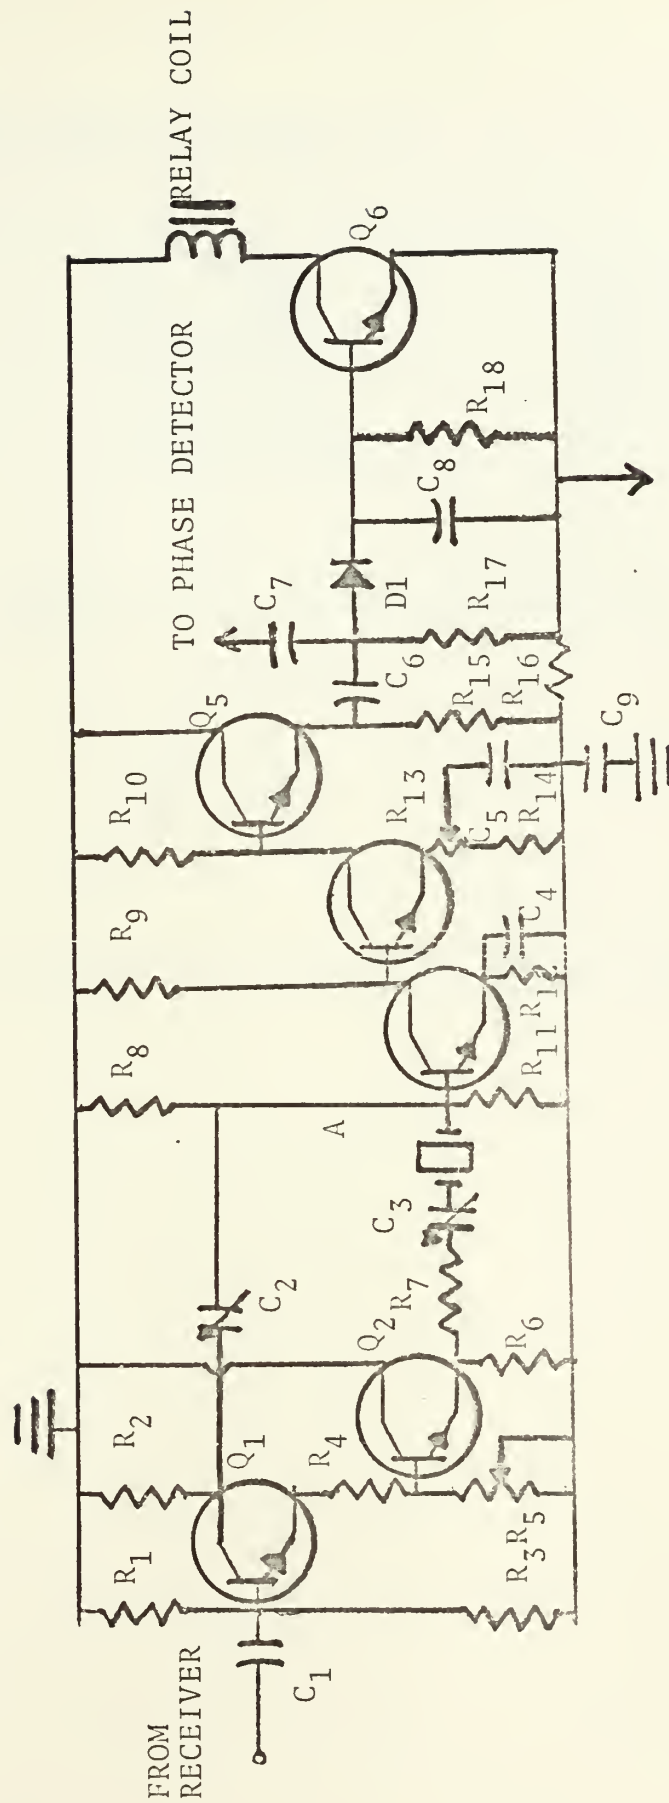 FROM
RECEIVER
C1
R1
R2
Q1
R3
R4
R5
C2
Q2
R6
R7
C3
A
R8
R9
R10
R11
C4
R13
C5
R14
Q5
C6
R15
R16
C7
TO PHASE DETECTOR
D1
R17
C8
R18
C9
Q6
RELAY COIL